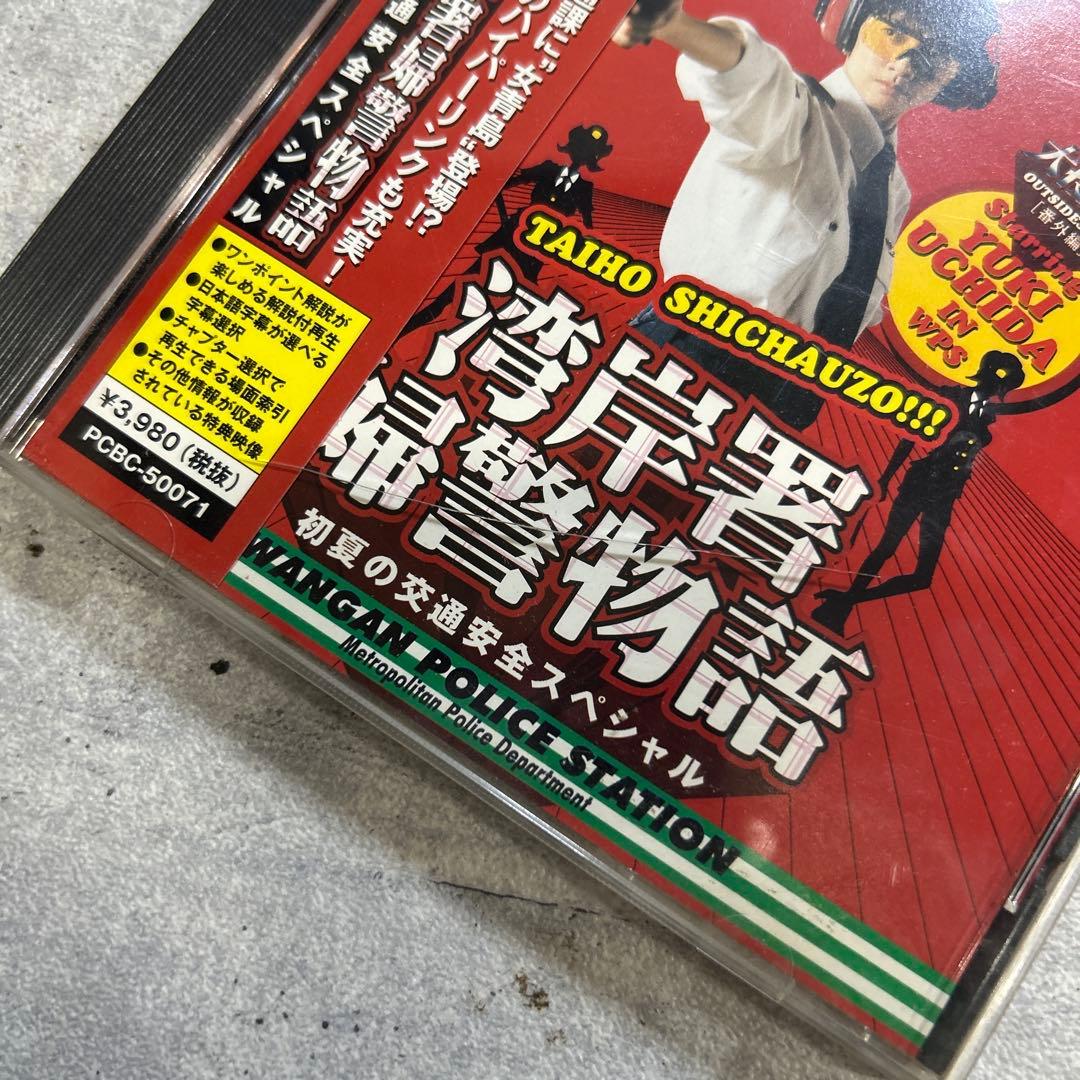 課に"女青島"登場!?
のハイパーリンクも充実!
署婦警物語
通安全スペシャル
●ワンポイント解説が
楽しめる解説付再生
●日本語字幕が選べる
字幕選択
●チャプター選択で
再生できる場面索引
●その他情報が収録
されている特典映像
¥3,980(税抜)
PCBC-50071
OUTSIDE
[番外編
Starring
YUKI
UCHIDA
IN
WPS
TAIHO SHICHAUZO!!!
湾岸署
婦警物語
初夏の交通安全スペシャル
WANGAN POLICE STATION
Metropolitan Police Department